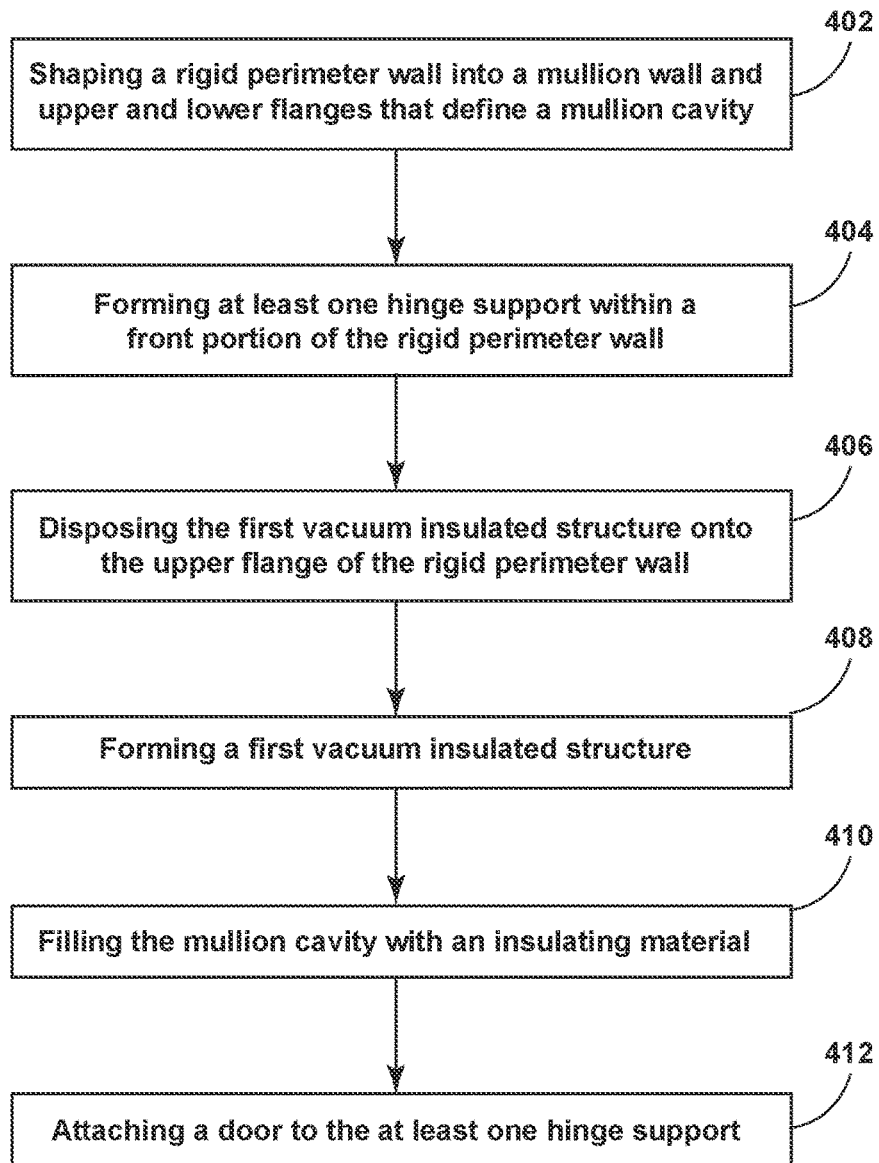 402
Shaping a rigid perimeter wall into a mullion wall and
upper and lower flanges that define a mullion cavity
404
Forming at least one hinge support within a
front portion of the rigid perimeter wall
406
Disposing the first vacuum insulated structure onto
the upper flange of the rigid perimeter wall
408
Forming a first vacuum insulated structure
410
Filling the mullion cavity with an insulating material
412
Attaching a door to the at least one hinge support